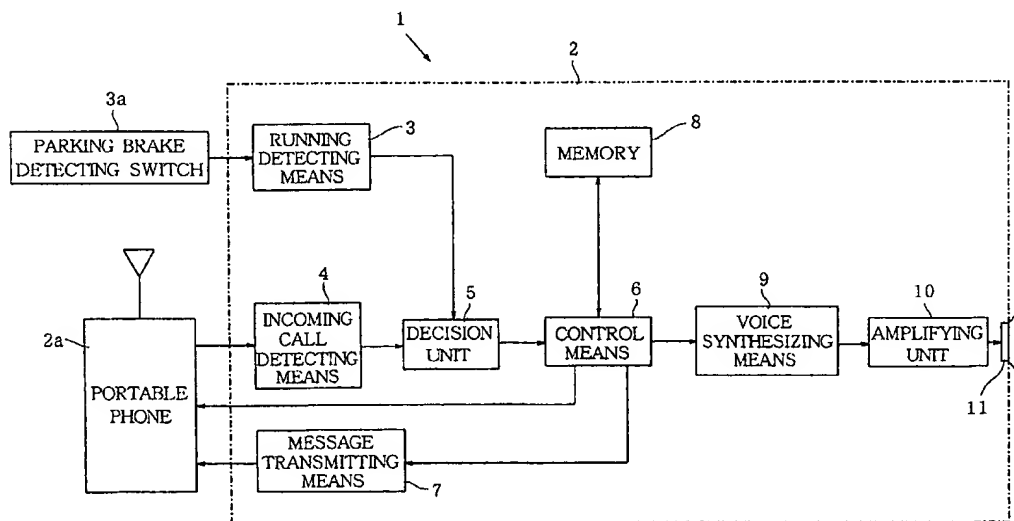 1
2
3a
PARKING BRAKE
DETECTING SWITCH
3
RUNNING
DETECTING
MEANS
8
MEMORY
2a
PORTABLE
PHONE
4
INCOMING
CALL
DETECTING
MEANS
5
DECISION
UNIT
6
CONTROL
MEANS
9
VOICE
SYNTHESIZING
MEANS
10
AMPLIFYING
UNIT
11
MESSAGE
TRANSMITTING
MEANS
7